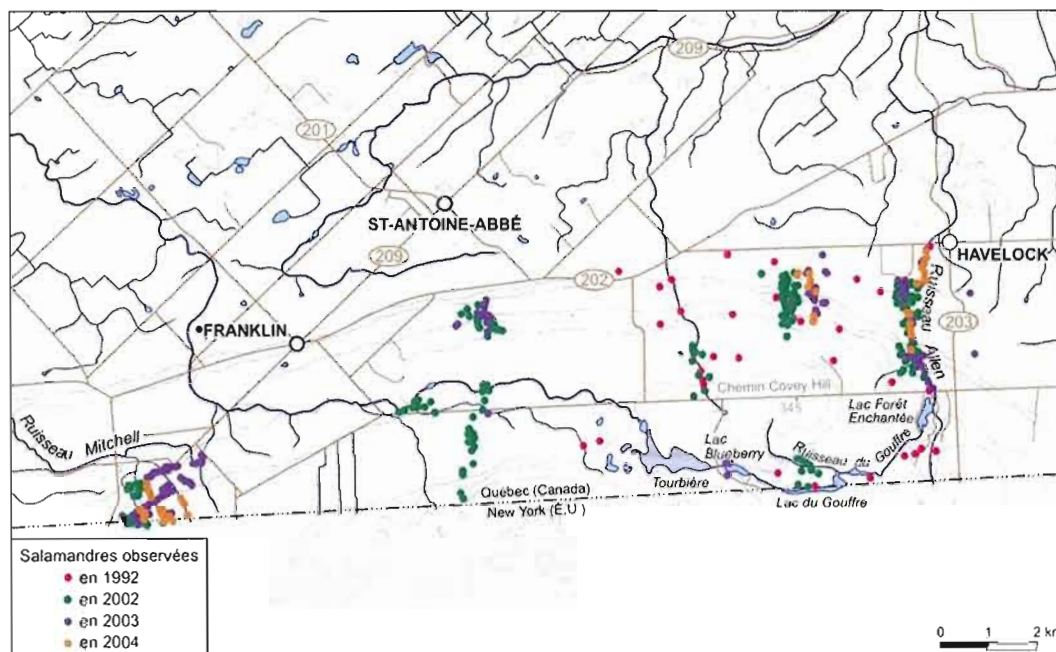 209
201
ST-ANTOINE-ABBÉ
209
202
HAVELOCK
Ruisseau Allen
203
FRANKLIN
Chemin Covey Hill
345
Lac Forêt
Enchantée
Ruisseau Mitchell
Lac
Blueberry
Ruisseau du Gouffre
Tourbière
Lac du Gouffre
Québec (Canada)
New York (É.U.)
Salamandres observées
en 1992
en 2002
en 2003
en 2004
0 1 2 km